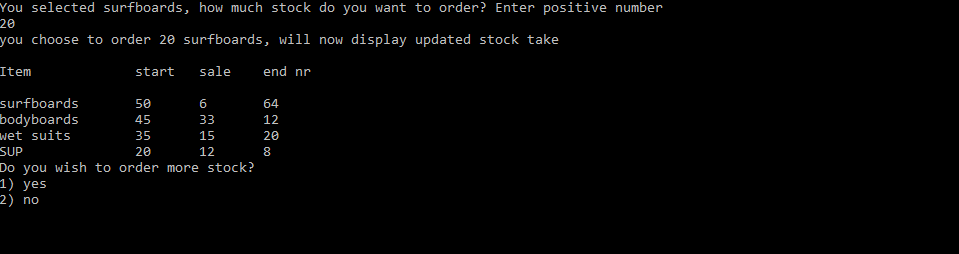 You selected surfboards, how much stock do you want to order? Enter positive number
20
you choose to order 20 surfboards, will now display updated stock take
Item start sale end nr
surfboards 50 6 64
bodyboards 45 33 12
wet suits 35 15 20
SUP 20 12 8
Do you wish to order more stock?
1) yes
2) no